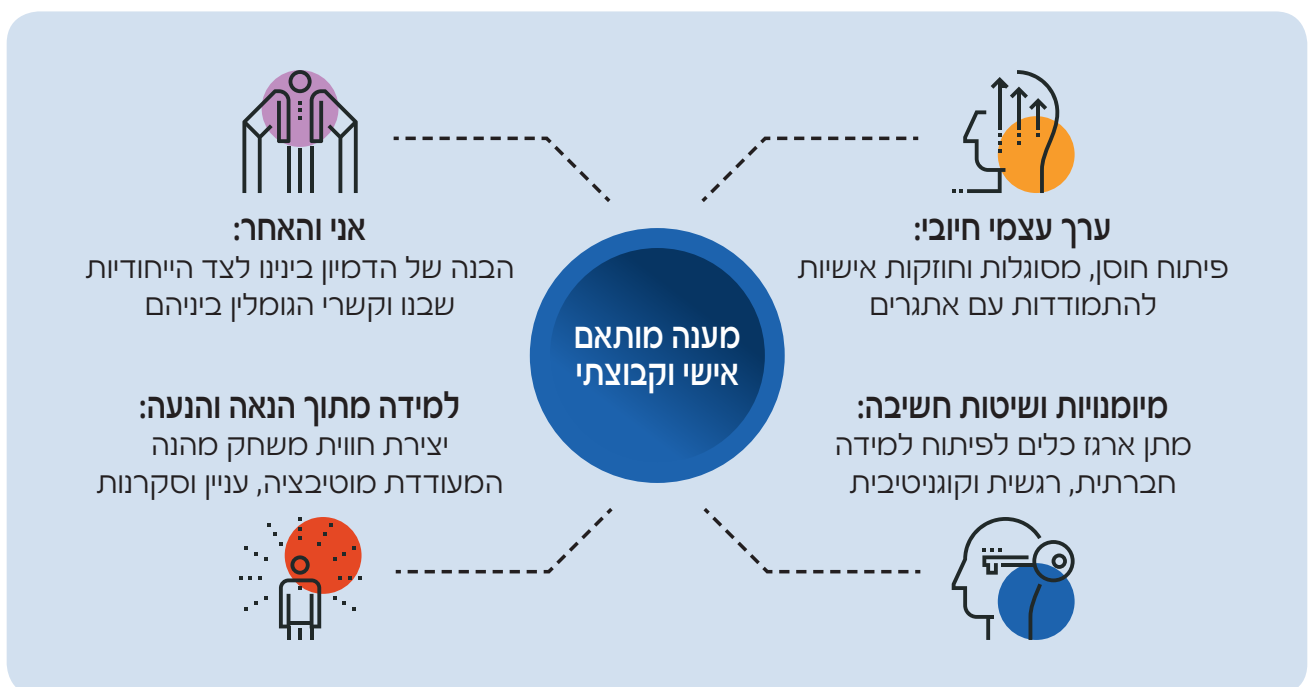 ערך עצמי חיובי:
פיתוח חוסן, מסוגלות וחוזקות אישיות
להתמודדות עם אתגרים
אני והאחר:
הבנה של הדמיון בינינו לצד הייחודיות
שבנו וקשרי הגומלין ביניהם
מענה מותאם
אישי וקבוצתי
מיומנויות ושיטות חשיבה:
מתן ארגז כלים לפיתוח למידה
חברתית, רגשית וקוגניטיבית
למידה מתוך הנאה והנעה:
יצירת חווית משחק מהנה
המעודדת מוטיבציה, עניין וסקרנות